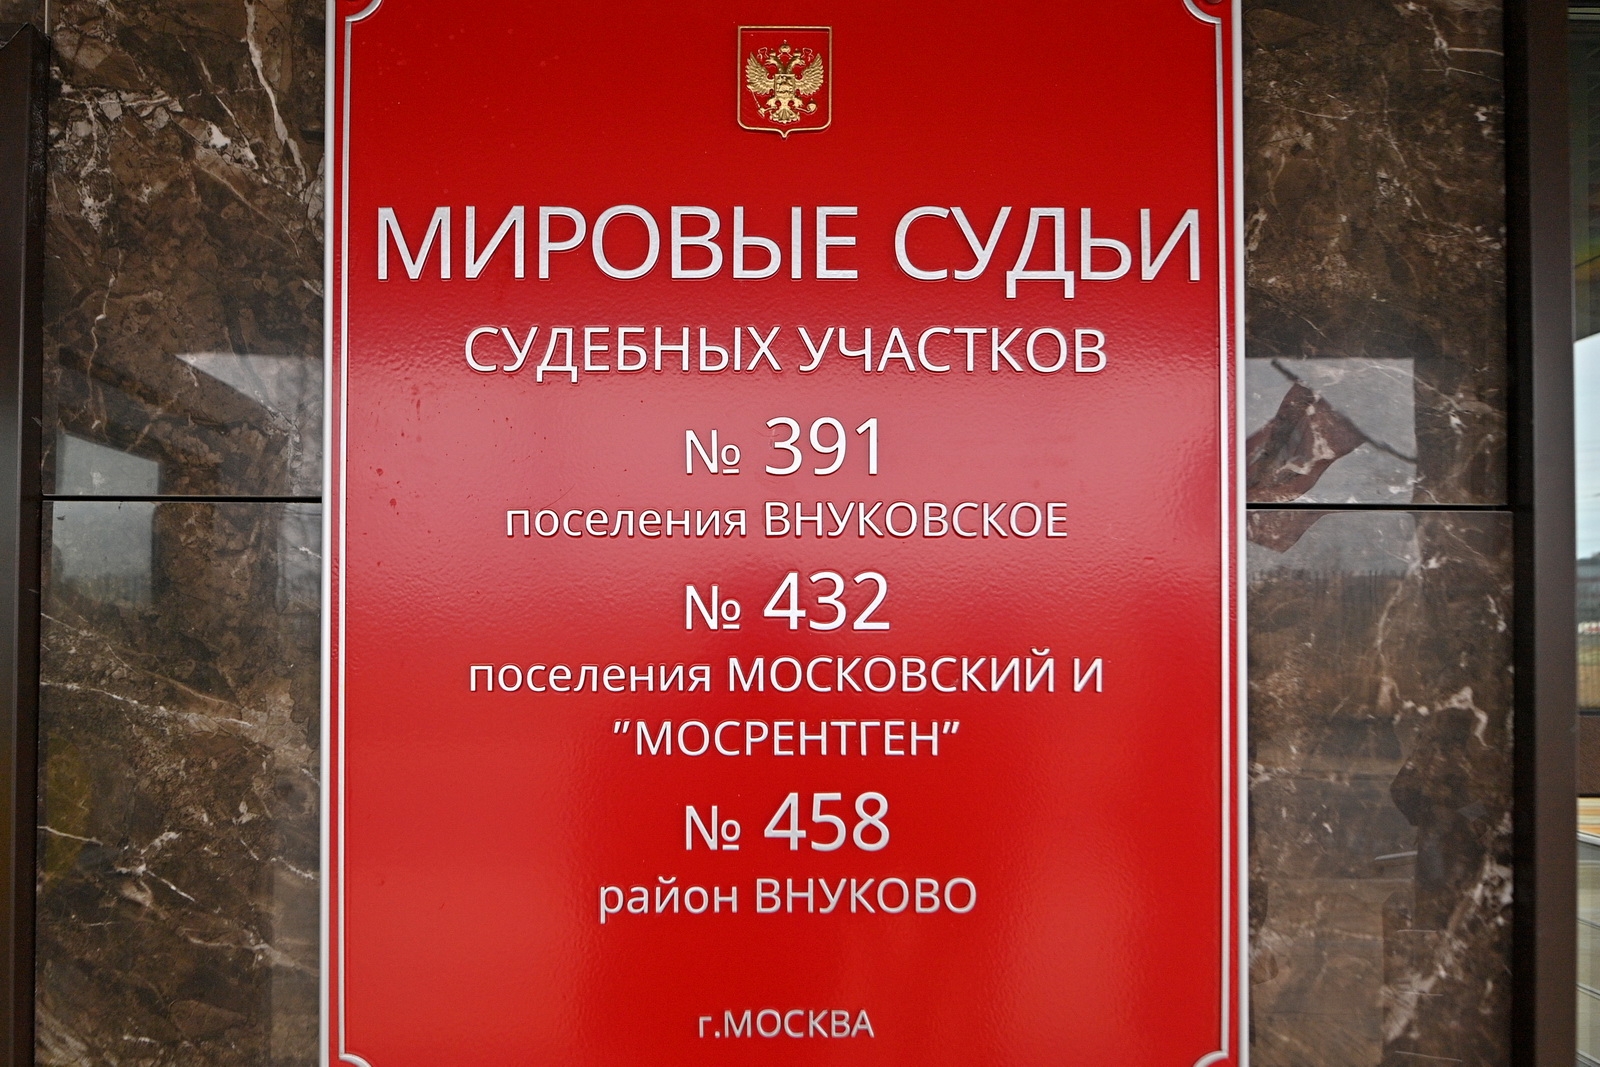 МИРОВЫЕ СУДЬИ
СУДЕБНЫХ УЧАСТКОВ
№ 391
поселения ВНУКОВСКОЕ
№ 432
поселения МОСКОВСКИЙ И
"МОСРЕНТГЕН"
№ 458
район ВНУКОВО
г.МОСКВА